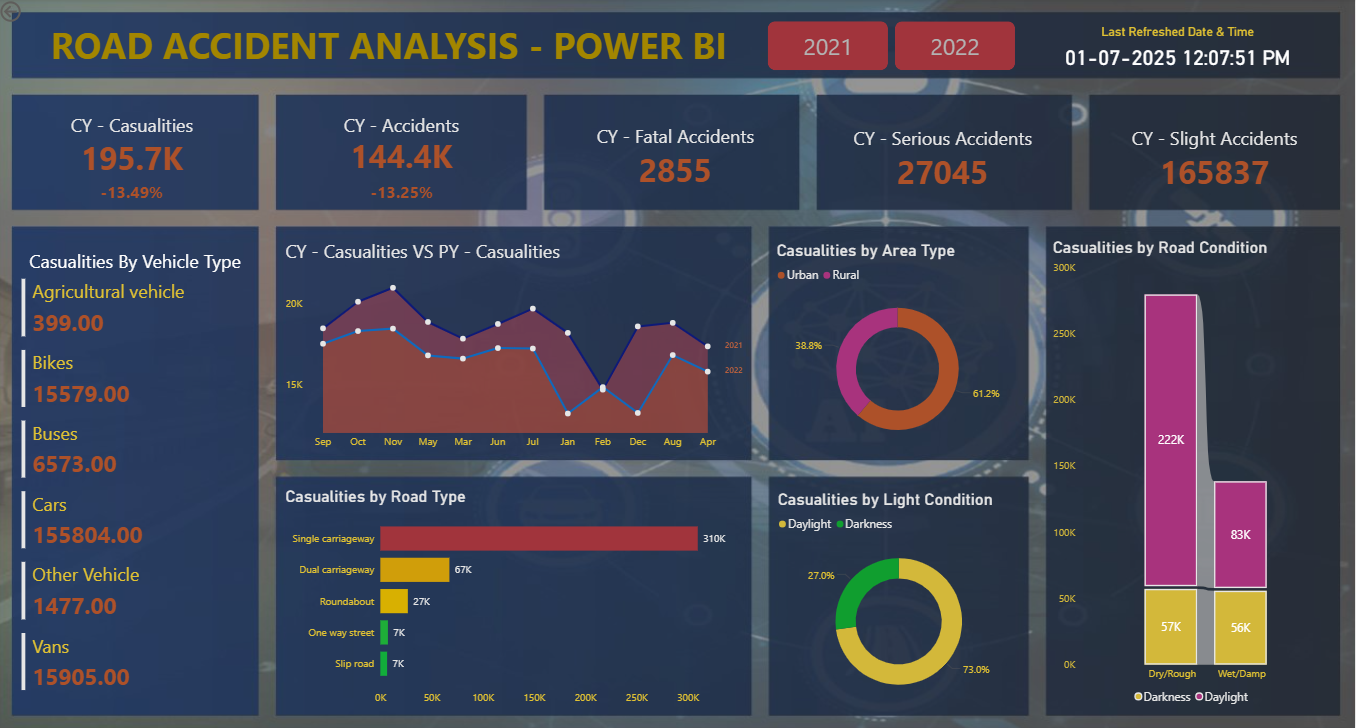 ROAD ACCIDENT ANALYSIS - POWER BI
2021
2022
Last Refreshed Date & Time
01-07-2025 12:07:51 PM
CY - Casualities
195.7K
-13.49%
CY - Accidents
144.4K
-13.25%
CY - Fatal Accidents
2855
CY - Serious Accidents
27045
CY - Slight Accidents
165837
Casualities By Vehicle Type
Agricultural vehicle
399.00
Bikes
15579.00
Buses
6573.00
Cars
155804.00
Other Vehicle
1477.00
Vans
15905.00
CY - Casualities VS PY - Casualities
20K
15K
2021
2022
Sep Oct Nov May Mar Jun Jul Jan Feb Dec Aug Apr
Casualities by Road Type
Single carriageway 310K
Dual carriageway 67K
Roundabout 27K
One way street 7K
Slip road 7K
0K 50K 100K 150K 200K 250K 300K
Casualities by Area Type
Urban Rural
38.8%
61.2%
Casualities by Light Condition
Daylight Darkness
27.0%
73.0%
Casualities by Road Condition
300K
250K
200K
150K
100K
50K
0K
222K
83K
57K
56K
Dry/Rough Wet/Damp
Darkness Daylight